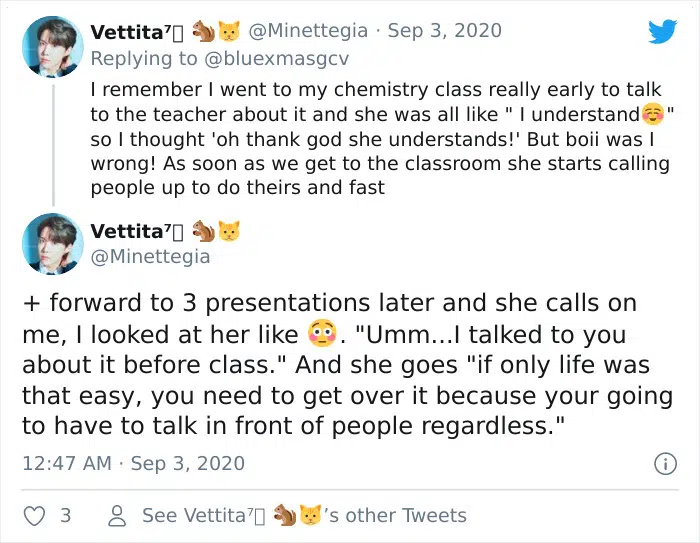 Vettita⁷▯ 🐿️🐱 @Minettegia · Sep 3, 2020
Replying to @bluexmasgcv
I remember I went to my chemistry class really early to talk
to the teacher about it and she was all like " I understand☺️"
so I thought 'oh thank god she understands!' But boii was I
wrong! As soon as we get to the classroom she starts calling
people up to do theirs and fast
Vettita⁷▯ 🐿️🐱
@Minettegia
+ forward to 3 presentations later and she calls on
me, I looked at her like 😳. "Umm...I talked to you
about it before class." And she goes "if only life was
that easy, you need to get over it because your going
to have to talk in front of people regardless."
12:47 AM · Sep 3, 2020
3
See Vettita⁷▯ 🐿️🐱's other Tweets